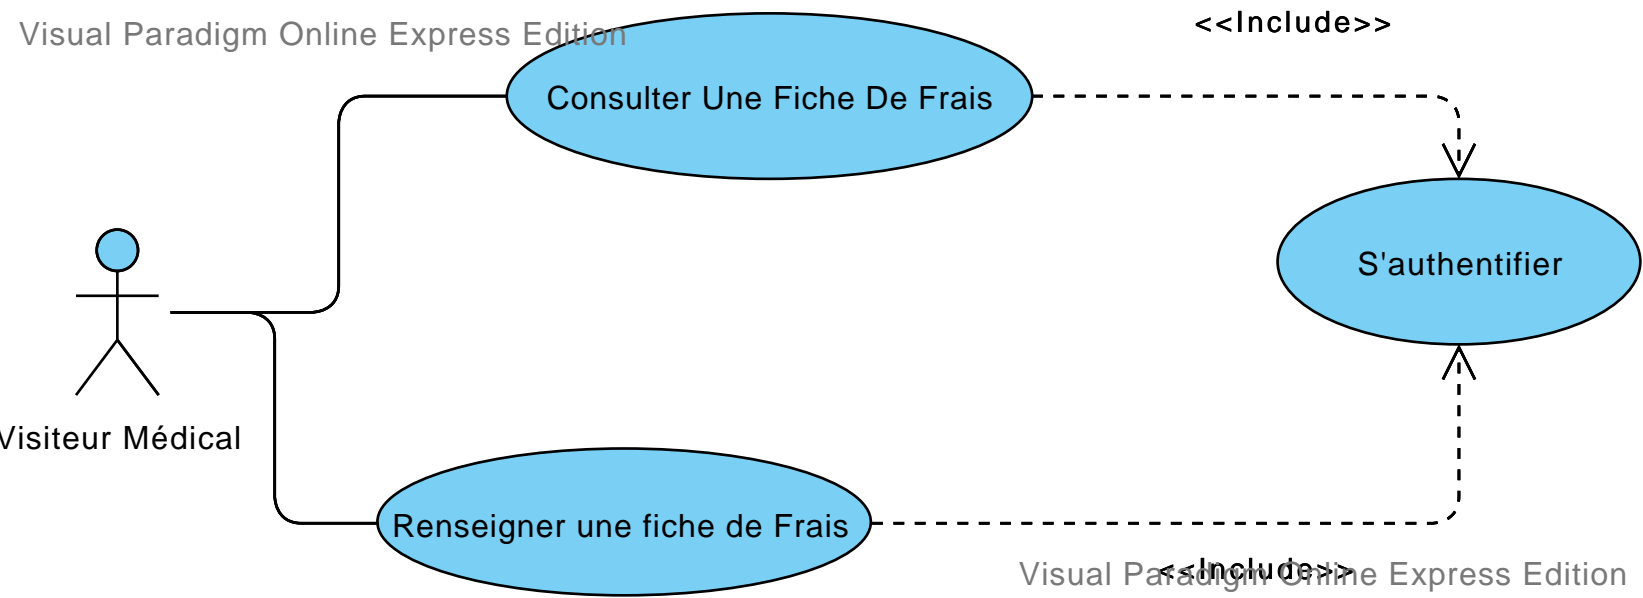 Visual Paradigm Online Express Edition
<<Include>>
Consulter Une Fiche De Frais
S'authentifier
Visiteur Médical
Renseigner une fiche de Frais
<<Include>>
Visual Paradigm Online Express Edition